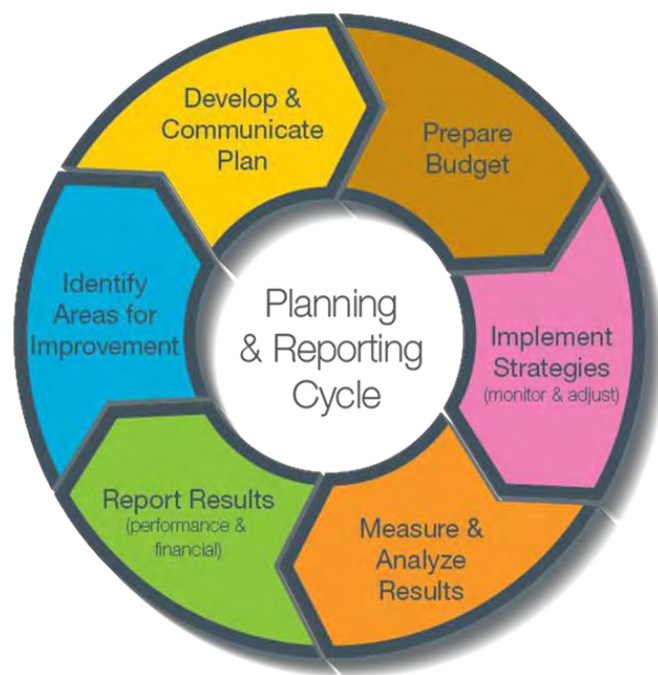 Develop &
Communicate
Plan
Prepare
Budget
Implement
Strategies
(monitor & adjust)
Measure &
Analyze
Results
Report Results
(performance &
financial)
Identify
Areas for
Improvement
Planning
& Reporting
Cycle